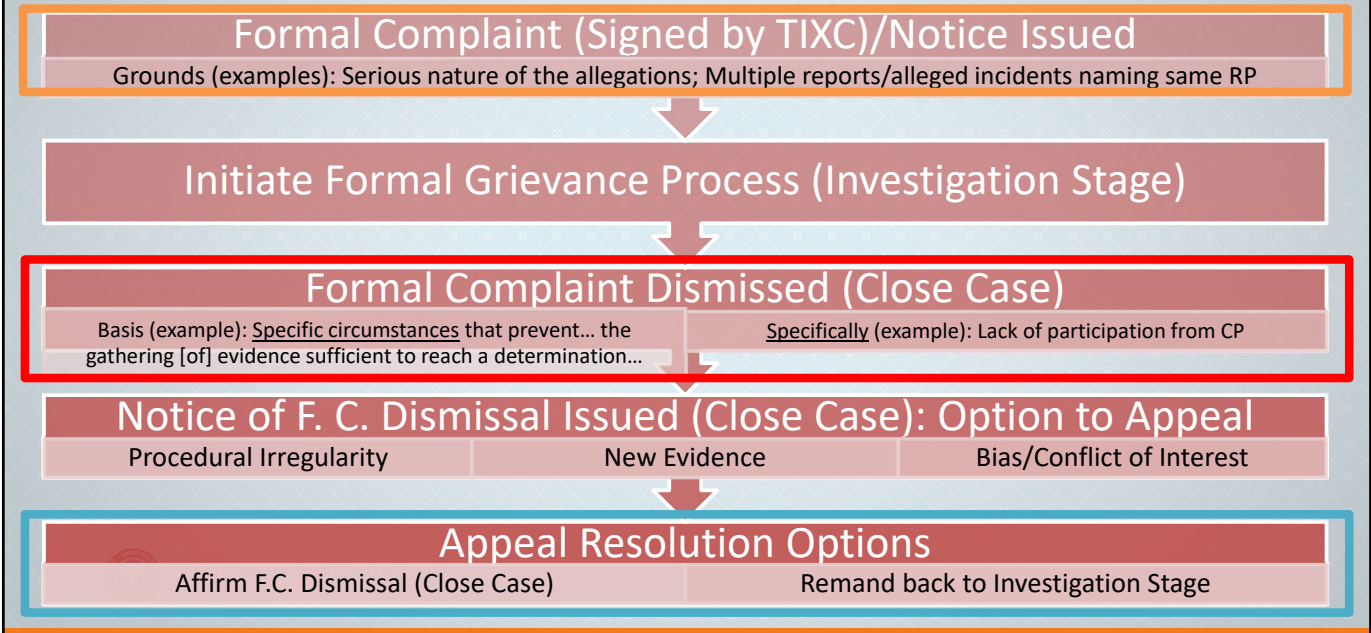 Formal Complaint (Signed by TIXC)/Notice Issued
Grounds (examples): Serious nature of the allegations; Multiple reports/alleged incidents naming same RP
Initiate Formal Grievance Process (Investigation Stage)
Formal Complaint Dismissed (Close Case)
Basis (example): Specific circumstances that prevent… the
gathering [of] evidence sufficient to reach a determination…
Specifically (example): Lack of participation from CP
Notice of F. C. Dismissal Issued (Close Case): Option to Appeal
Procedural Irregularity
New Evidence
Bias/Conflict of Interest
Appeal Resolution Options
Affirm F.C. Dismissal (Close Case)
Remand back to Investigation Stage